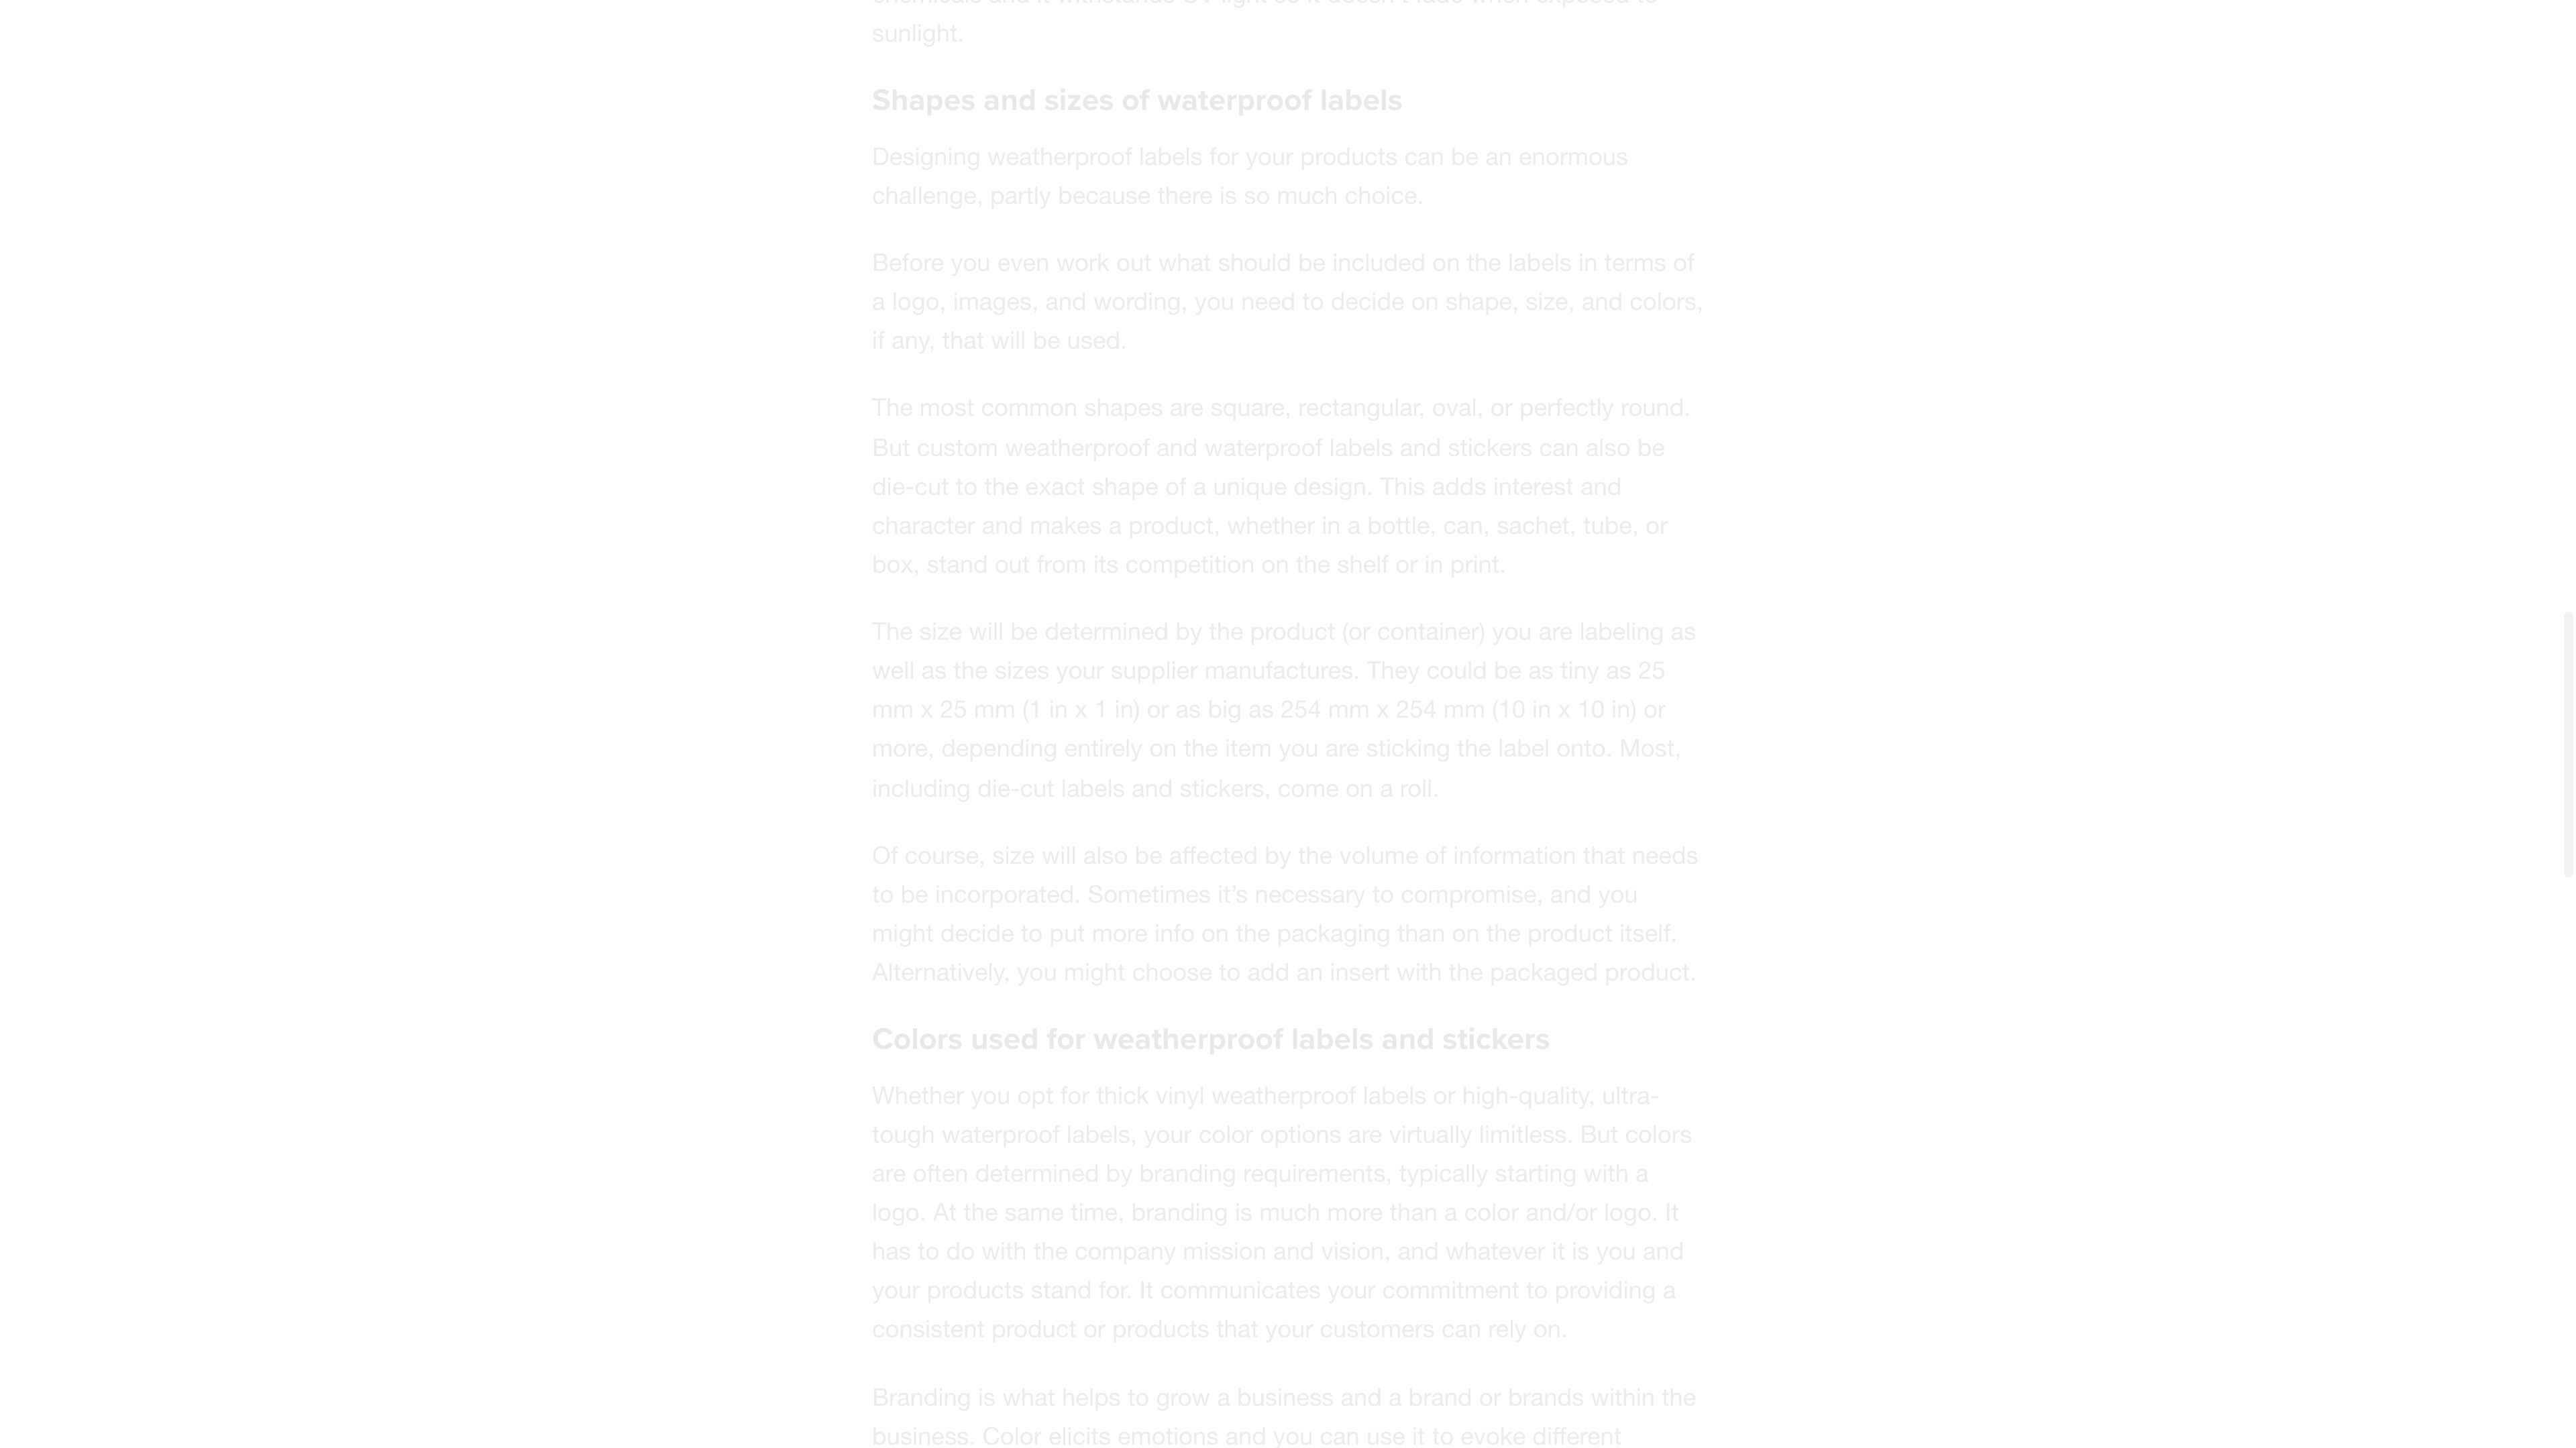 chemicals and it withstands UV light so it doesn't fade when exposed to
sunlight.
Shapes and sizes of waterproof labels
Designing weatherproof labels for your products can be an enormous
challenge, partly because there is so much choice.
Before you even work out what should be included on the labels in terms of
a logo, images, and wording, you need to decide on shape, size, and colors,
if any, that will be used.
The most common shapes are square, rectangular, oval, or perfectly round.
But custom weatherproof and waterproof labels and stickers can also be
die-cut to the exact shape of a unique design. This adds interest and
character and makes a product, whether in a bottle, can, sachet, tube, or
box, stand out from its competition on the shelf or in print.
The size will be determined by the product (or container) you are labeling as
well as the sizes your supplier manufactures. They could be as tiny as 25
mm x 25 mm (1 in x 1 in) or as big as 254 mm x 254 mm (10 in x 10 in) or
more, depending entirely on the item you are sticking the label onto. Most,
including die-cut labels and stickers, come on a roll.
Of course, size will also be affected by the volume of information that needs
to be incorporated. Sometimes it's necessary to compromise, and you
might decide to put more info on the packaging than on the product itself.
Alternatively, you might choose to add an insert with the packaged product.
Colors used for weatherproof labels and stickers
Whether you opt for thick vinyl weatherproof labels or high-quality, ultra-
tough waterproof labels, your color options are virtually limitless. But colors
are often determined by branding requirements, typically starting with a
logo. At the same time, branding is much more than a color and/or logo. It
has to do with the company mission and vision, and whatever it is you and
your products stand for. It communicates your commitment to providing a
consistent product or products that your customers can rely on.
Branding is what helps to grow a business and a brand or brands within the
business. Color elicits emotions and you can use it to evoke different